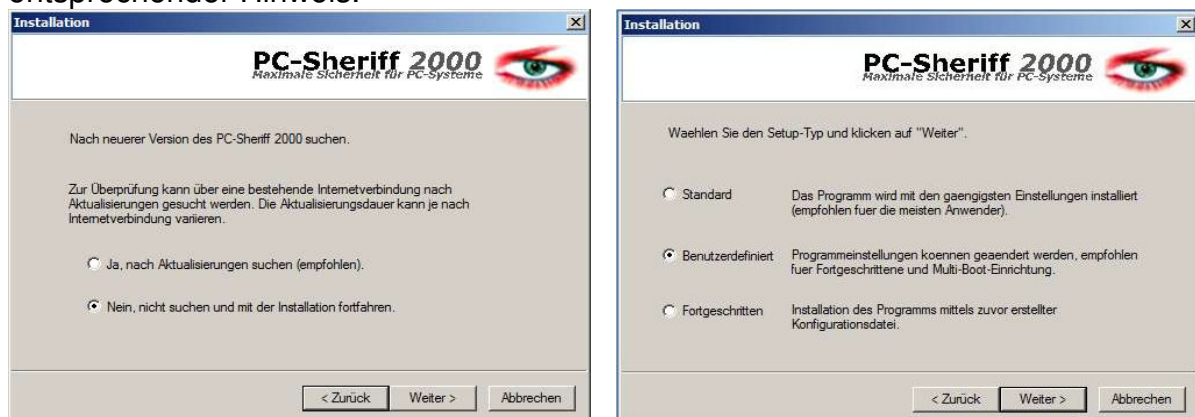 entsprechender Hinweis.
Installation
PC-Sheriff 2000
Maximale Sicherheit für PC-Systeme
Nach neuerer Version des PC-Sheriff 2000 suchen.
Zur Überprüfung kann über eine bestehende Internetverbindung nach
Aktualisierungen gesucht werden. Die Aktualisierungsdauer kann je nach
Internetverbindung variieren.
Ja, nach Aktualisierungen suchen (empfohlen).
Nein, nicht suchen und mit der Installation fortfahren.
< Zurück
Weiter >
Abbrechen
Installation
PC-Sheriff 2000
Maximale Sicherheit für PC-Systeme
Waehlen Sie den Setup-Typ und klicken auf "Weiter".
Standard
Das Programm wird mit den gaengigsten Einstellungen installiert
(empfohlen fuer die meisten Anwender).
Benutzerdefiniert
Programmeinstellungen koennen geaendert werden, empfohlen
fuer Fortgeschrittene und Multi-Boot-Einrichtung.
Fortgeschritten
Installation des Programms mittels zuvor erstellter
Konfigurationsdatei.
< Zurück
Weiter >
Abbrechen